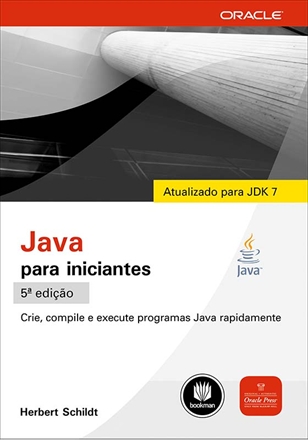 ORACLE
Atualizado para JDK 7
Java
para iniciantes
5ª edição
Java
Crie, compile e execute programas Java rapidamente
Herbert Schildt
bookman
Oracle Press